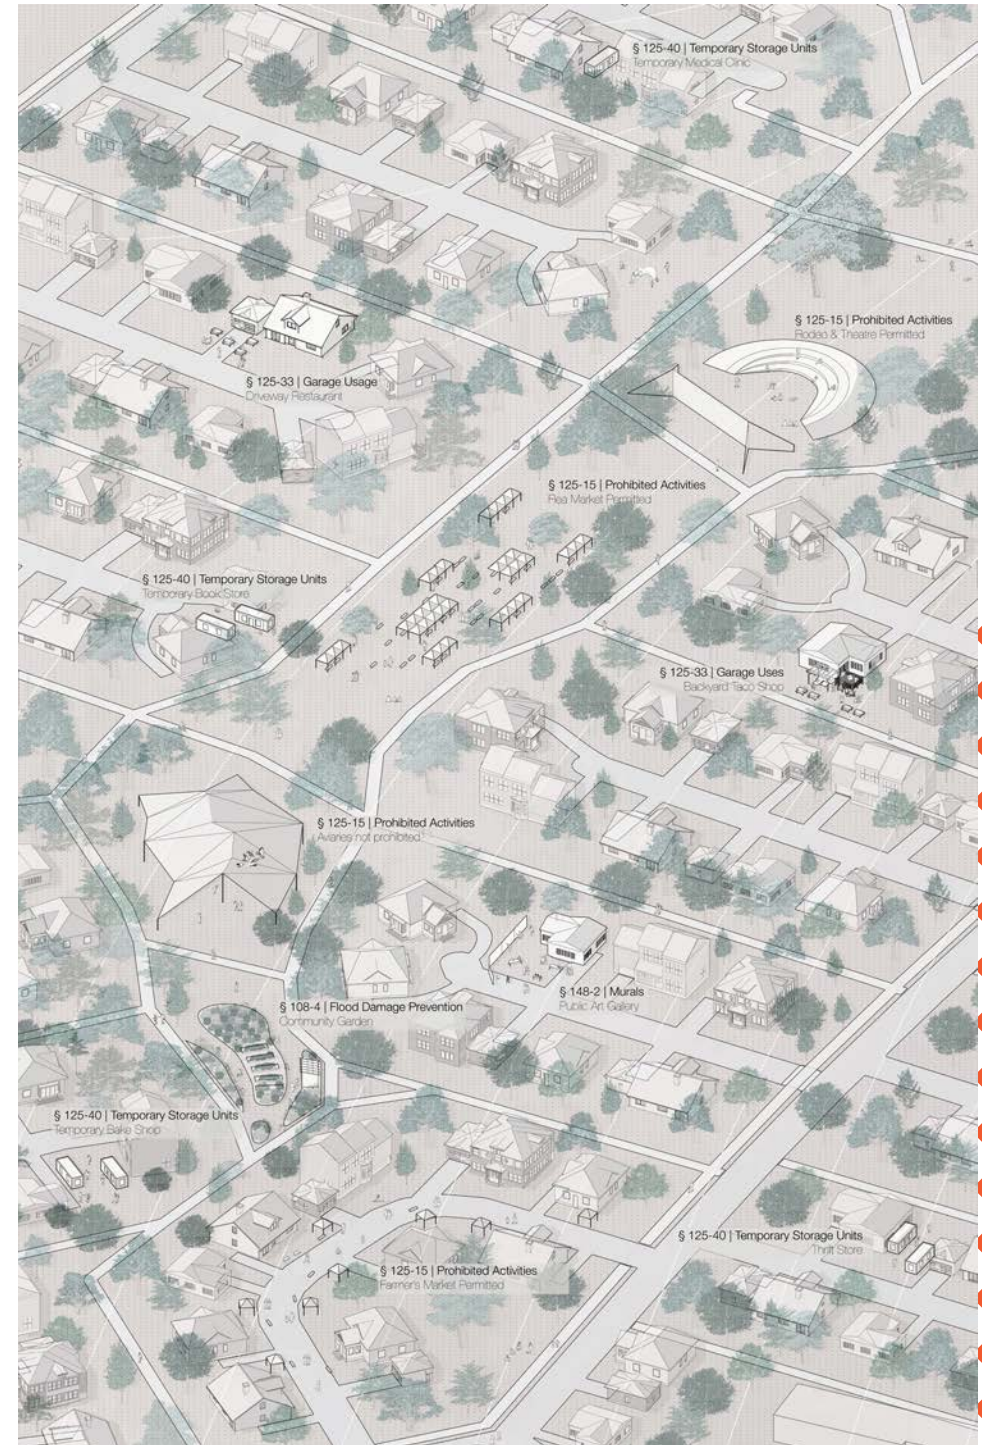 § 125-40 | Temporary Storage Units
Temporary Medical Clinic
§ 125-15 | Prohibited Activities
Rodeo & Theatre Permitted
§ 125-33 | Garage Usage
Driveway Restaurant
§ 125-15 | Prohibited Activities
Flea Market Permitted
§ 125-40 | Temporary Storage Units
Temporary Book Store
§ 125-33 | Garage Uses
Backyard Taco Shop
§ 125-15 | Prohibited Activities
Aviaries not prohibited
§ 148-2 | Murals
Public Art Gallery
§ 108-4 | Flood Damage Prevention
Community Garden
§ 125-40 | Temporary Storage Units
Temporary Bake Shop
§ 125-40 | Temporary Storage Units
Thrift Store
§ 125-15 | Prohibited Activities
Farmer's Market Permitted